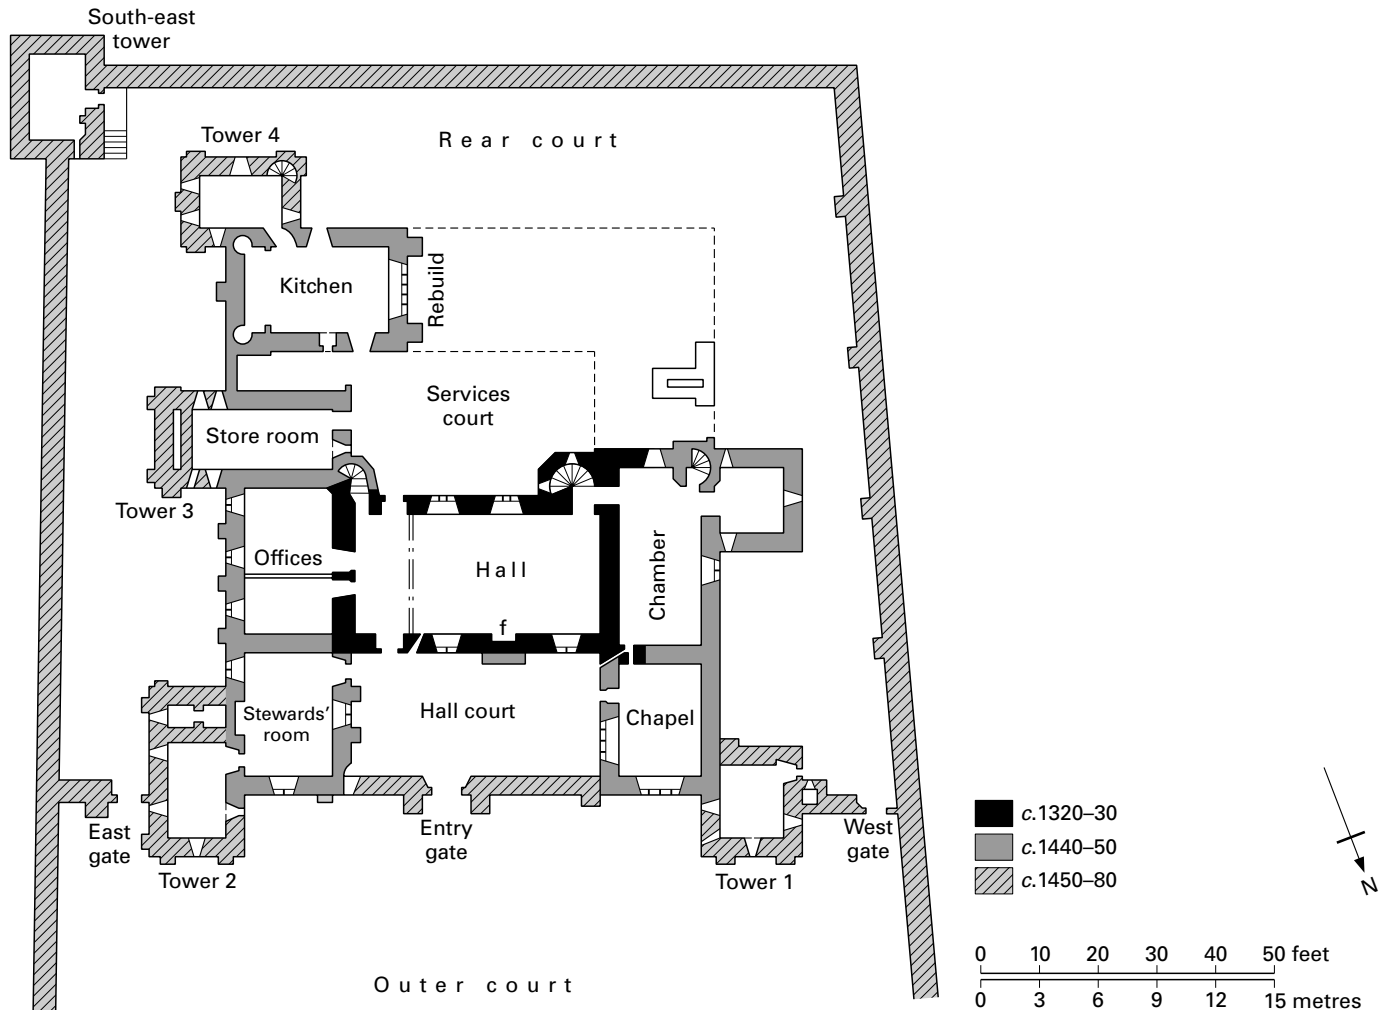 South-east
tower
Tower 4
Rear court
Kitchen
Rebuild
Services
court
Store room
Tower 3
Offices
Hall
Chamber
f
Stewards'
room
Hall court
Chapel
East
gate
Entry
gate
West
gate
Tower 2
Tower 1
Outer court
c.1320–30
c.1440–50
c.1450–80
N
0 10 20 30 40 50 feet
0 3 6 9 12 15 metres